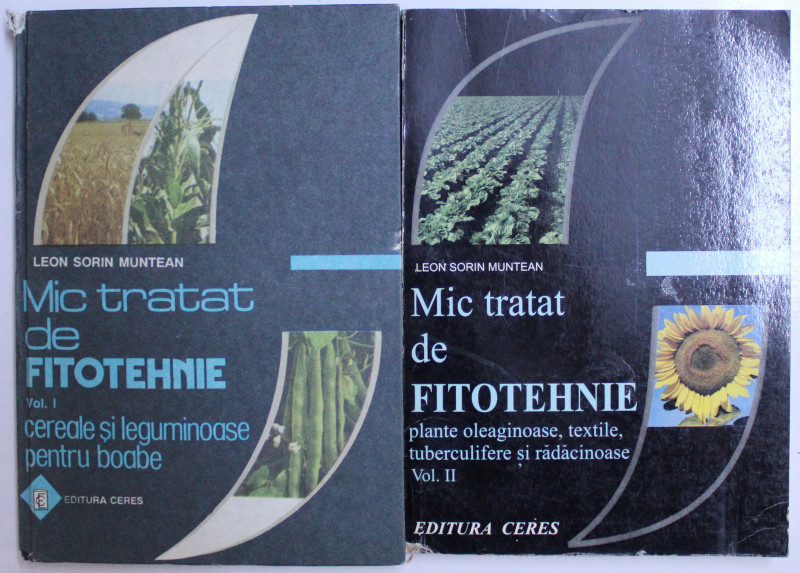 LEON SORIN MUNTEAN
Mic tratat
de
FITOTEHNIE
Vol. I
cereale și leguminoase
pentru boabe
EDITURA CERES
LEON SORIN MUNTEAN
Mic tratat
de
FITOTEHNIE
plante oleaginoase, textile,
tuberculifere și rădăcinoase
Vol. II
EDITURA CERES